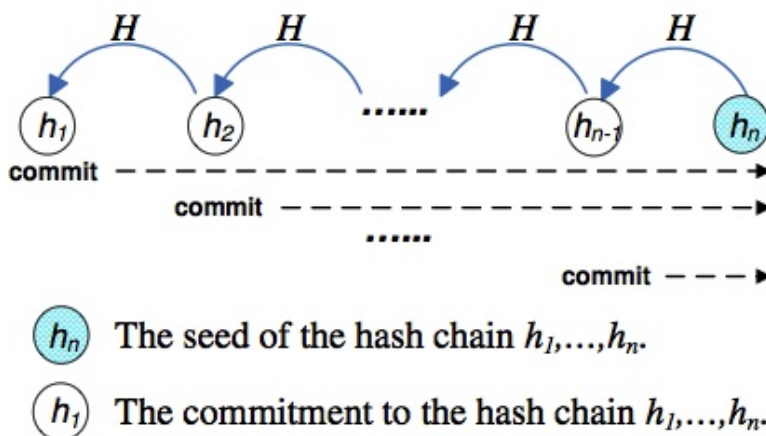 H H H H
h1 h2 ...... hn-1 hn
commit
commit
......
commit
hn The seed of the hash chain h1,...,hn.
h1 The commitment to the hash chain h1,...,hn.